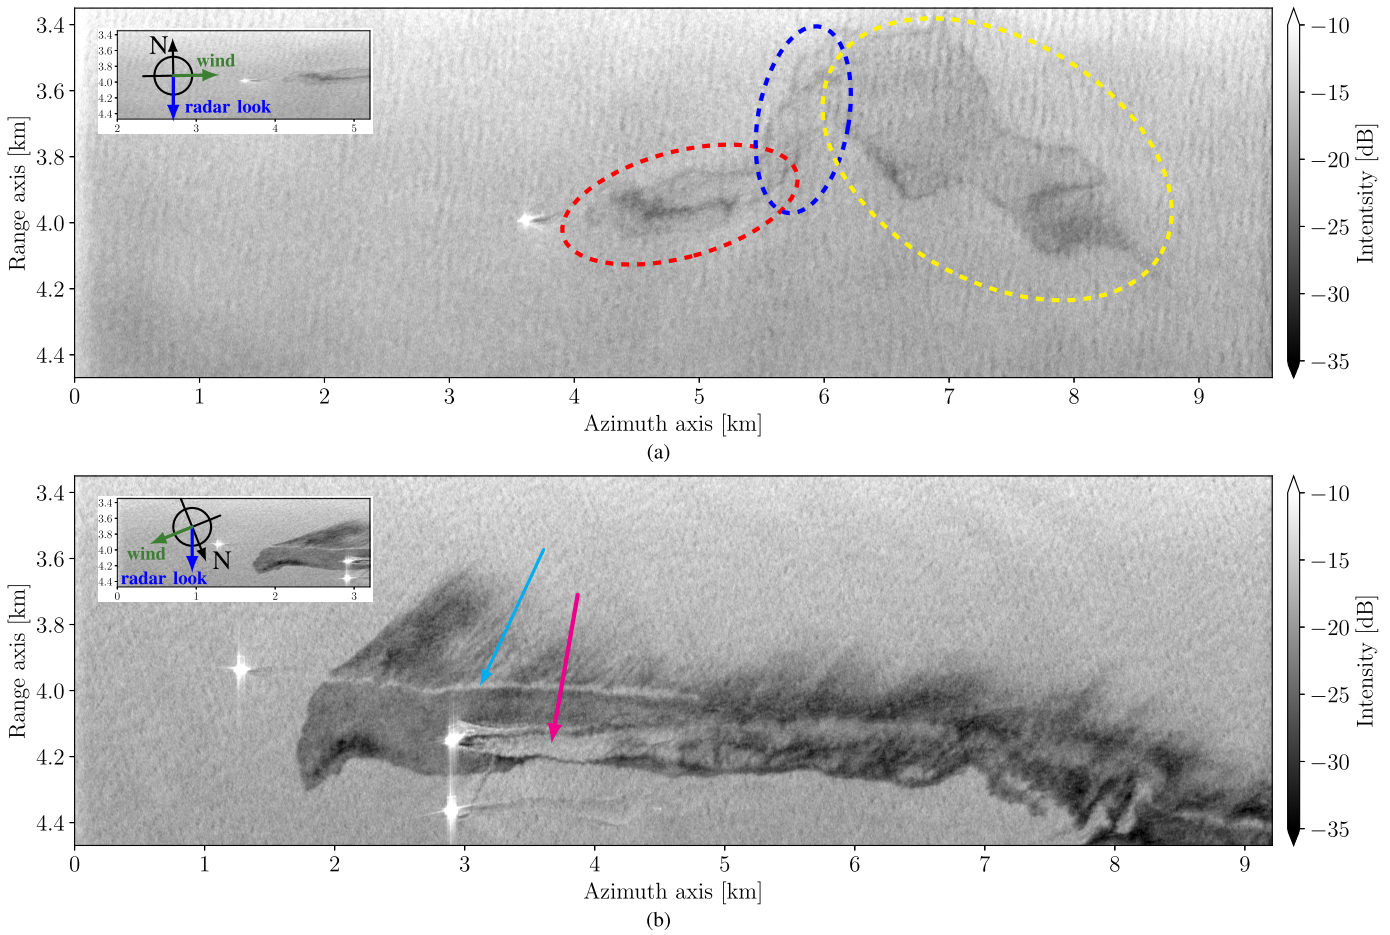 3.4
3.6
3.8
4.0
4.2
4.4
Range axis [km]
3.4
3.6
3.8
4.0
4.2
4.4
N
wind
radar look
2 3 4 5
0 1 2 3 4 5 6 7 8 9
Azimuth axis [km]
−10
−15
−20
−25
−30
−35
Intentsity [dB]
(a)
3.4
3.6
3.8
4.0
4.2
4.4
Range axis [km]
3.4
3.6
3.8
4.0
4.2
4.4
wind
N
radar look
0 1 2 3
0 1 2 3 4 5 6 7 8 9
Azimuth axis [km]
−10
−15
−20
−25
−30
−35
Intensity [dB]
(b)